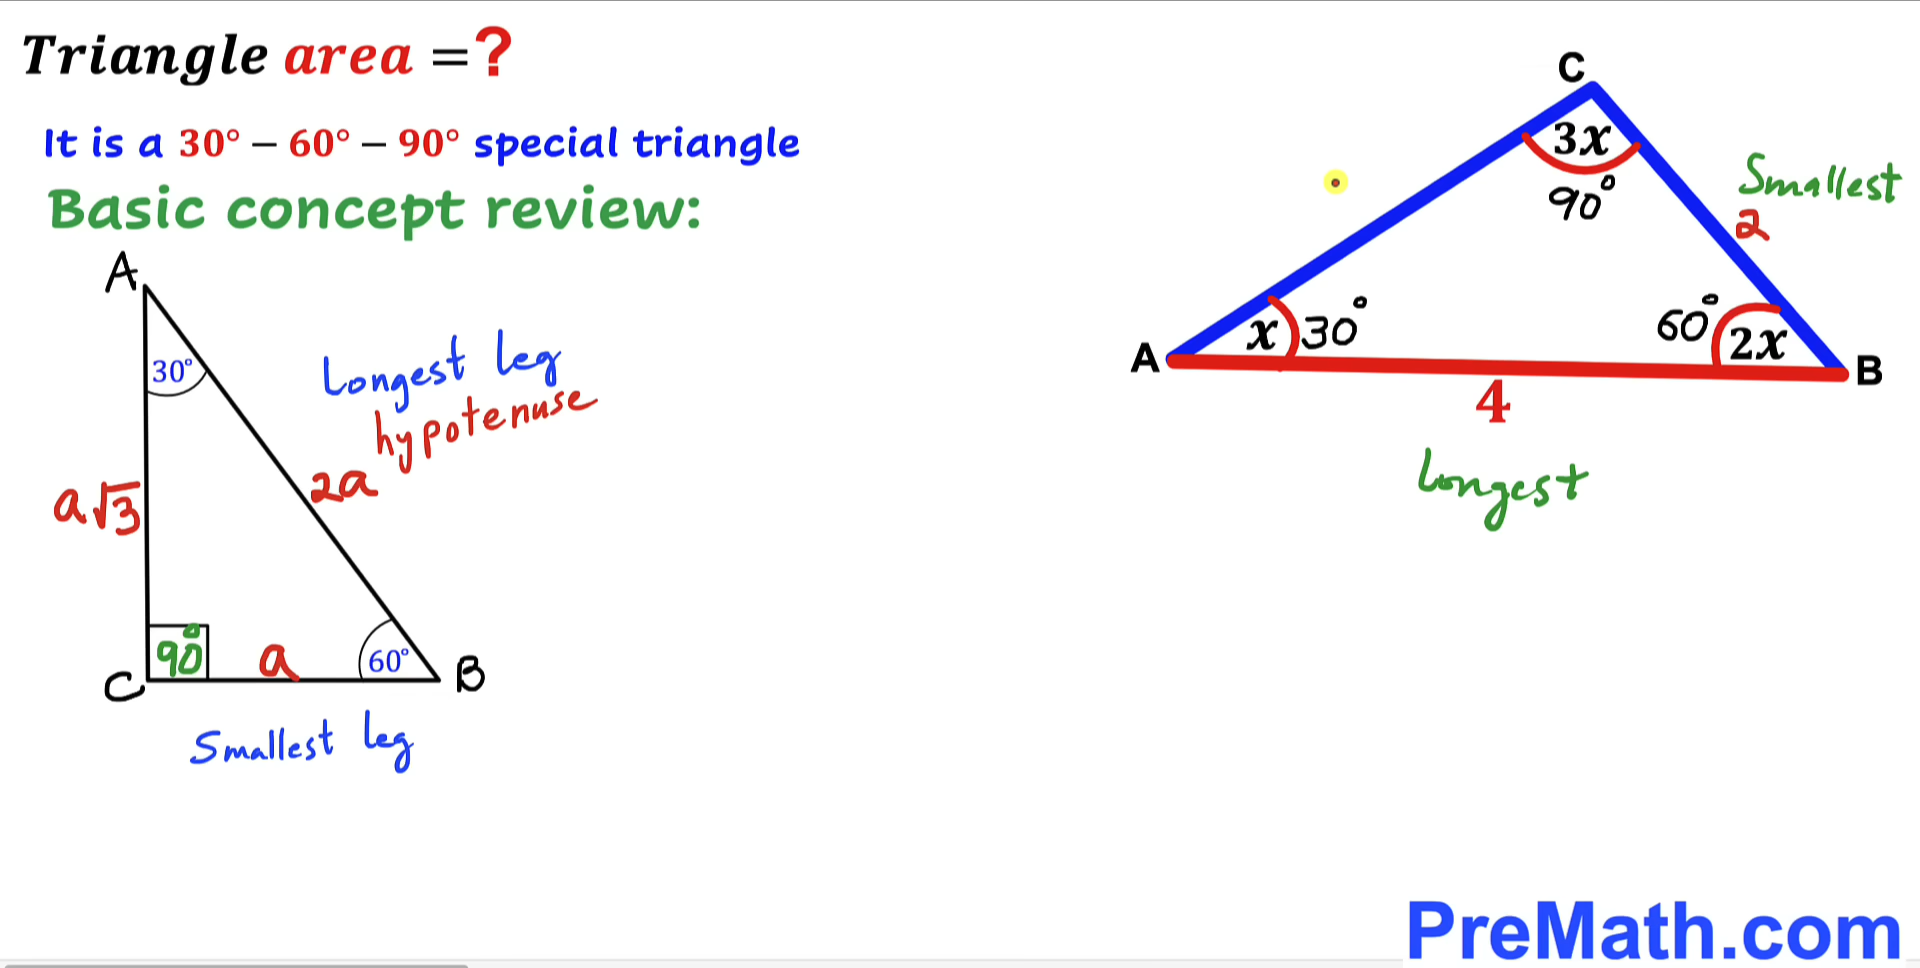 Triangle area =?
It is a 30° – 60° – 90° special triangle
Basic concept review:
A
30°
Longest leg
hypotenuse
2a
a√3
90°
a
60°
C
B
Smallest leg
C
3x
90°
Smallest
2
A
x
30°
60°
2x
B
4
Longest
PreMath.com